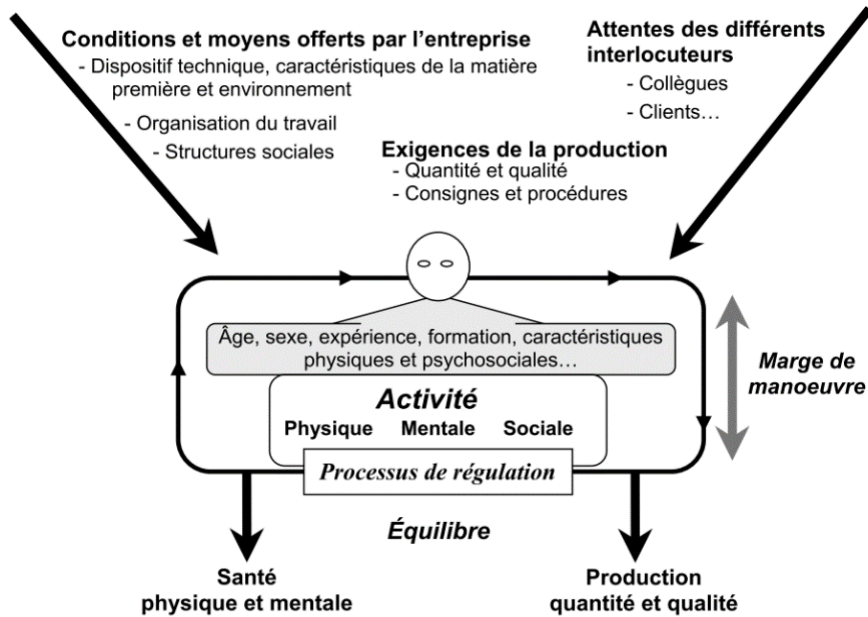 Conditions et moyens offerts par l'entreprise
- Dispositif technique, caractéristiques de la matière
première et environnement
- Organisation du travail
- Structures sociales
Attentes des différents
interlocuteurs
- Collègues
- Clients…
Exigences de la production
- Quantité et qualité
- Consignes et procédures
Âge, sexe, expérience, formation, caractéristiques
physiques et psychosociales…
Activité
Physique Mentale Sociale
Processus de régulation
Marge de
manoeuvre
Équilibre
Santé
physique et mentale
Production
quantité et qualité